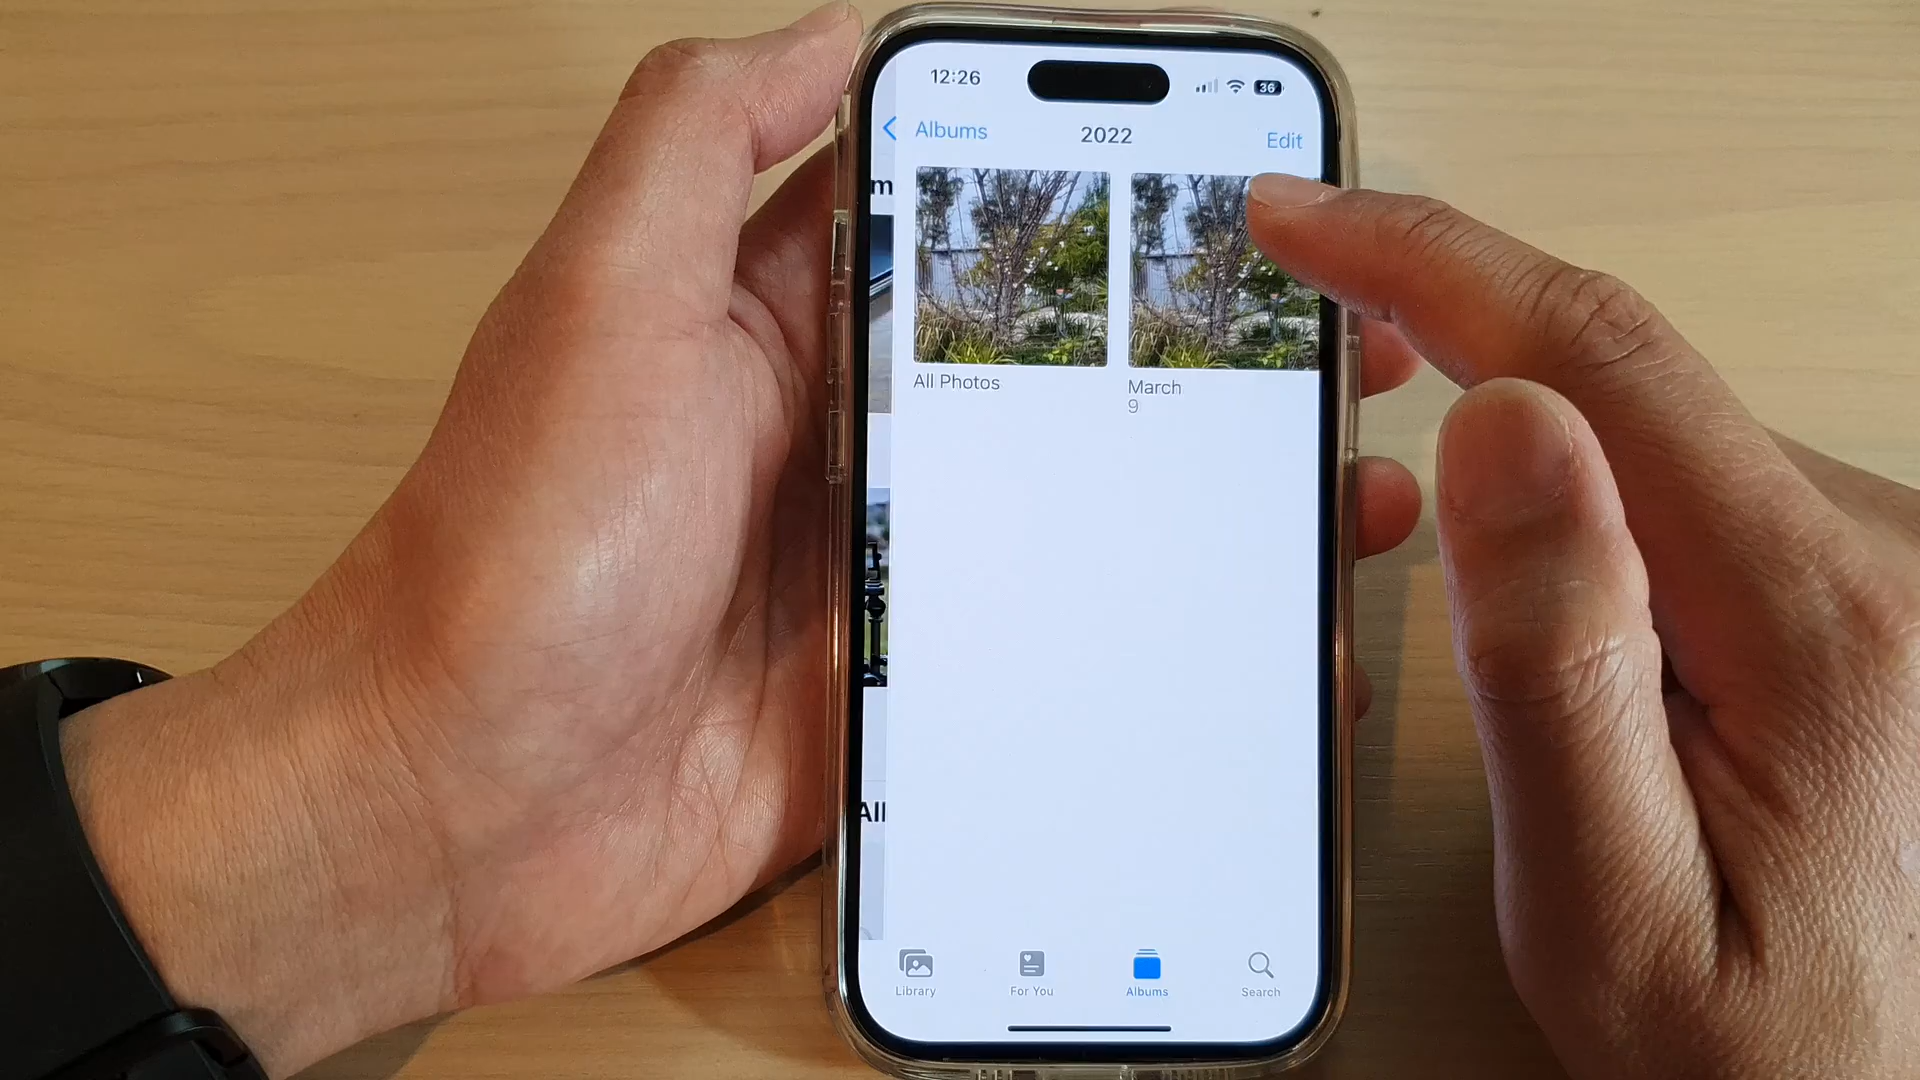 12:26
36
Albums
2022
Edit
m
All Photos
March
9
All
Library
For You
Albums
Search